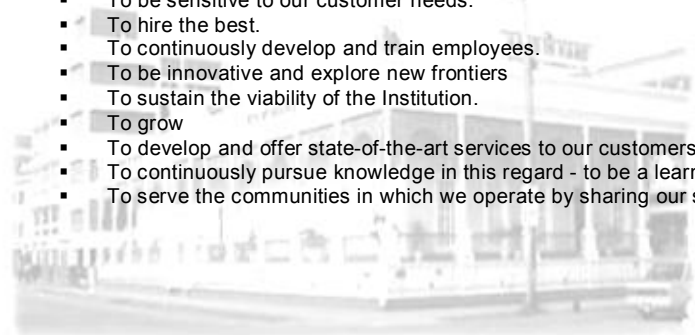 ▪ To be sensitive to our customer needs.
▪ To hire the best.
▪ To continuously develop and train employees.
▪ To be innovative and explore new frontiers
▪ To sustain the viability of the Institution.
▪ To grow
▪ To develop and offer state-of-the-art services to our customers
▪ To continuously pursue knowledge in this regard - to be a learn
▪ To serve the communities in which we operate by sharing our s